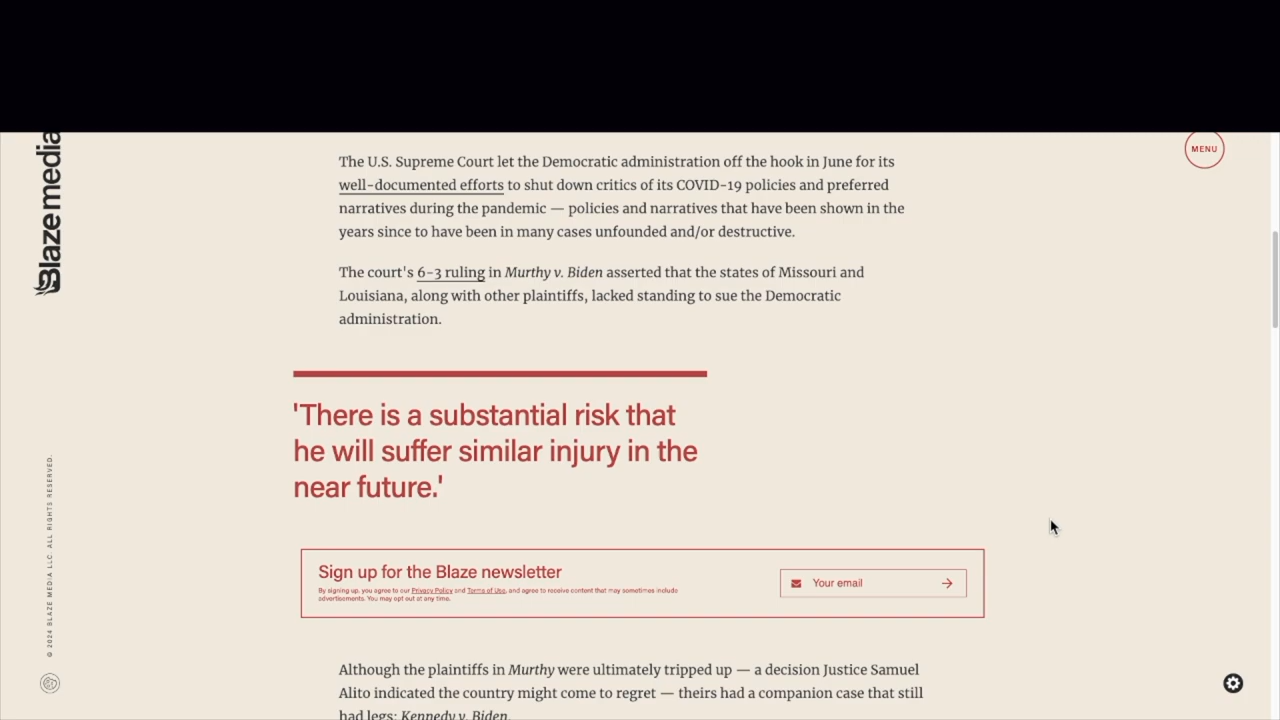 Blaze media
MENU
The U.S. Supreme Court let the Democratic administration off the hook in June for its
well-documented efforts to shut down critics of its COVID-19 policies and preferred
narratives during the pandemic — policies and narratives that have been shown in the
years since to have been in many cases unfounded and/or destructive.
The court's 6-3 ruling in Murthy v. Biden asserted that the states of Missouri and
Louisiana, along with other plaintiffs, lacked standing to sue the Democratic
administration.
'There is a substantial risk that
he will suffer similar injury in the
near future.'
© 2024 BLAZE MEDIA LLC. ALL RIGHTS RESERVED.
Sign up for the Blaze newsletter
By signing up, you agree to our Privacy Policy and Terms of Use, and agree to receive content that may sometimes include
advertisements. You may opt out at any time.
Your email
Although the plaintiffs in Murthy were ultimately tripped up — a decision Justice Samuel
Alito indicated the country might come to regret — theirs had a companion case that still
had legs: Kennedy v. Biden.